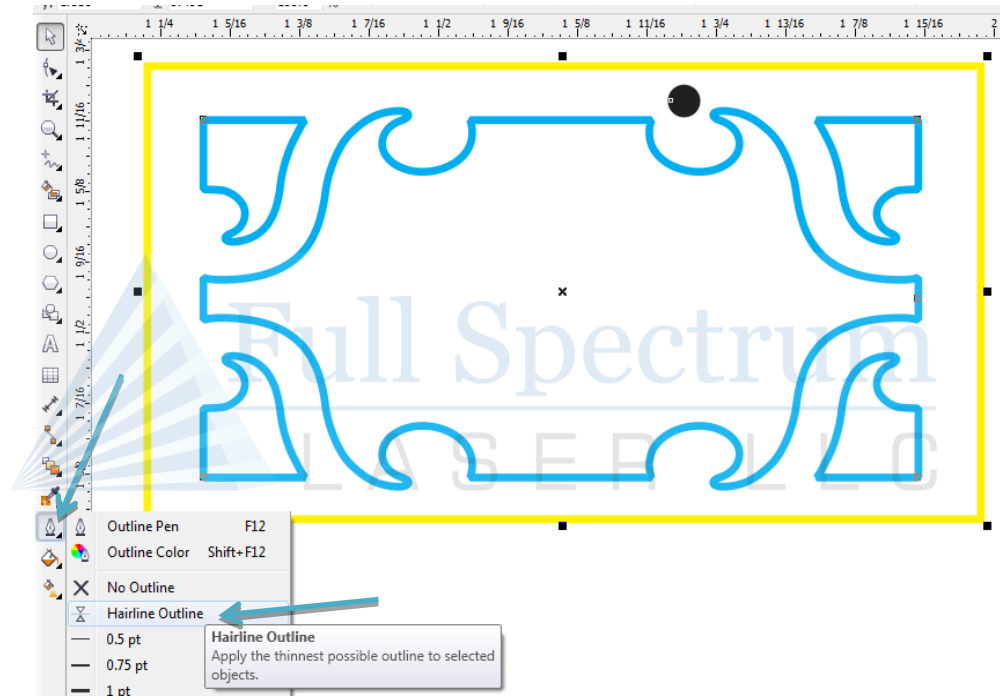 1 1/4 1 5/16 1 3/8 1 7/16 1 1/2 1 9/16 1 5/8 1 11/16 1 3/4 1 13/16 1 7/8 1 15/16 2
1 3/4
1 11/16
1 5/8
1 9/16
1 1/2
1 7/16
Full Spectrum
LASER LLC
Outline Pen F12
Outline Color Shift+F12
No Outline
Hairline Outline
0.5 pt
0.75 pt
1 pt
Hairline Outline
Apply the thinnest possible outline to selected
objects.